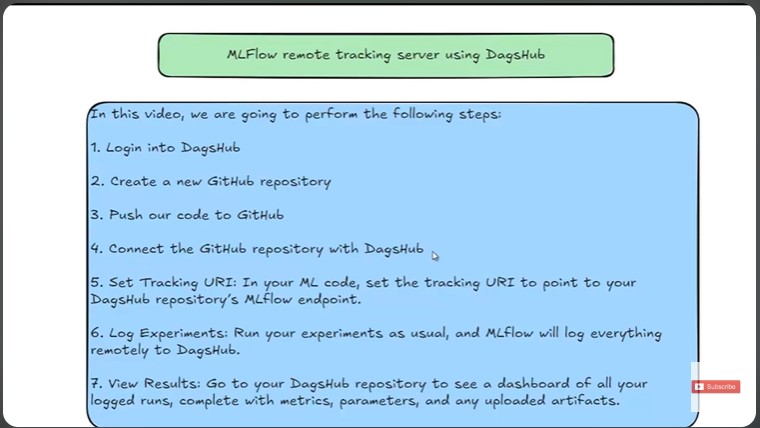 MLFlow remote tracking server using DagsHub
In this video, we are going to perform the following steps:
1. Login into DagsHub
2. Create a new GitHub repository
3. Push our code to GitHub
4. Connect the GitHub repository with DagsHub
5. Set Tracking URI: In your ML code, set the tracking URI to point to your
DagsHub repository's MLflow endpoint.
6. Log Experiments: Run your experiments as usual, and MLflow will log everything
remotely to DagsHub.
7. View Results: Go to your DagsHub repository to see a dashboard of all your
logged runs, complete with metrics, parameters, and any uploaded artifacts.
Subscribe